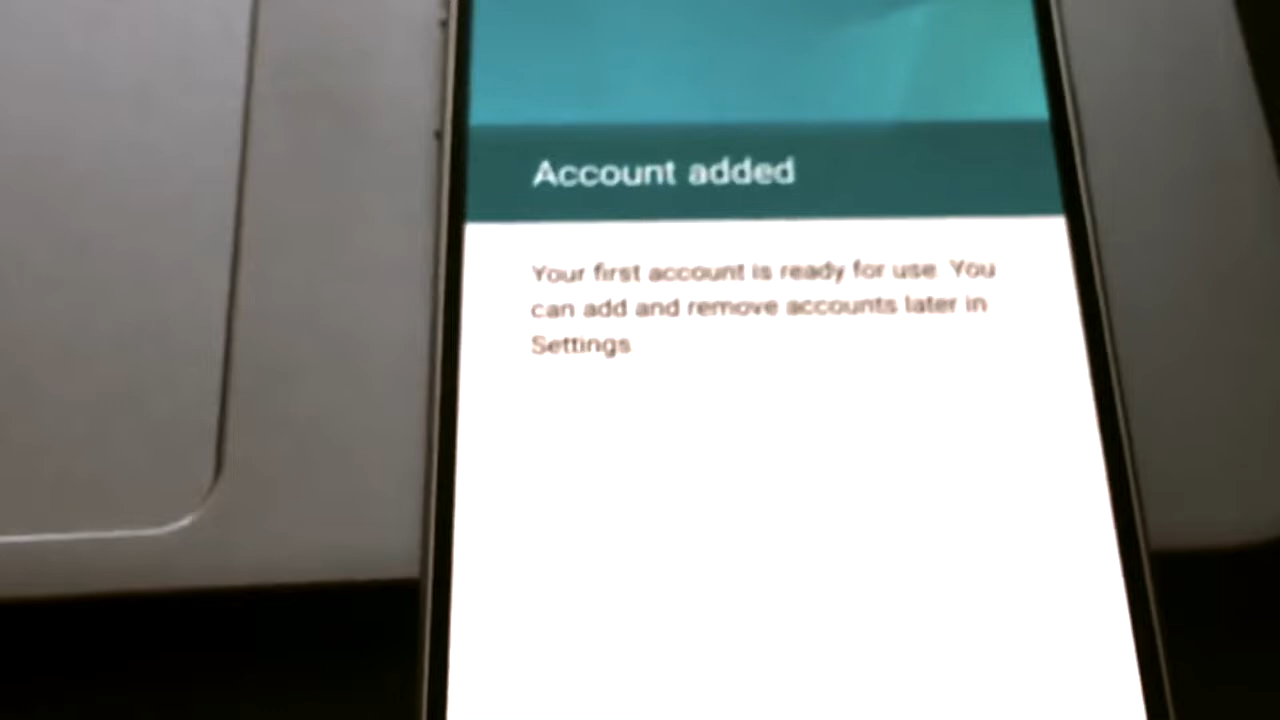 Account added
Your first account is ready for use. You
can add and remove accounts later in
Settings